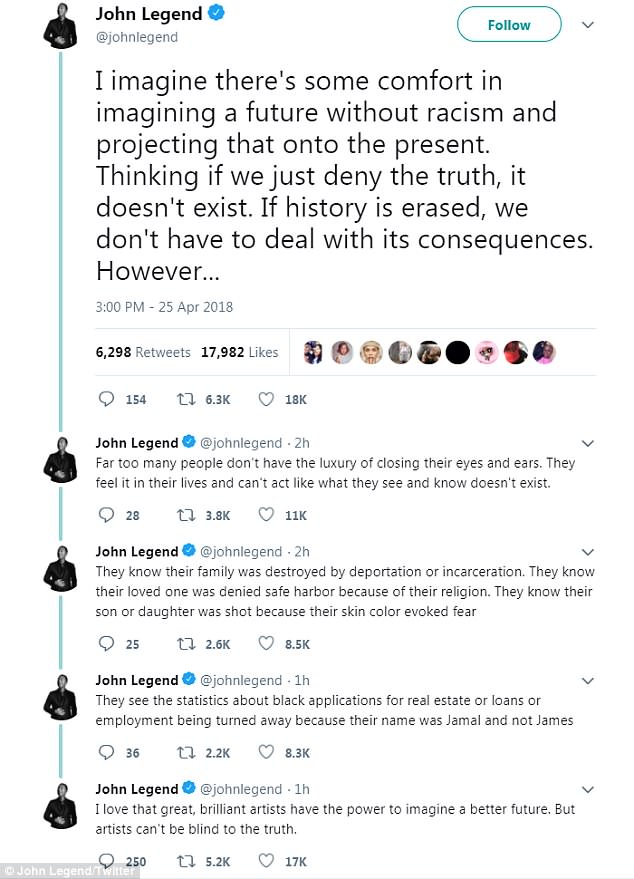 John Legend
@johnlegend
Follow
I imagine there's some comfort in
imagining a future without racism and
projecting that onto the present.
Thinking if we just deny the truth, it
doesn't exist. If history is erased, we
don't have to deal with its consequences.
However...
3:00 PM - 25 Apr 2018
6,298 Retweets 17,982 Likes
154 6.3K 18K
John Legend @johnlegend · 2h
Far too many people don't have the luxury of closing their eyes and ears. They
feel it in their lives and can't act like what they see and know doesn't exist.
28 3.8K 11K
John Legend @johnlegend · 2h
They know their family was destroyed by deportation or incarceration. They know
their loved one was denied safe harbor because of their religion. They know their
son or daughter was shot because their skin color evoked fear
25 2.6K 8.5K
John Legend @johnlegend · 1h
They see the statistics about black applications for real estate or loans or
employment being turned away because their name was Jamal and not James
36 2.2K 8.3K
John Legend @johnlegend · 1h
I love that great, brilliant artists have the power to imagine a better future. But
artists can't be blind to the truth.
250 5.2K 17K
© John Legend/Twitter